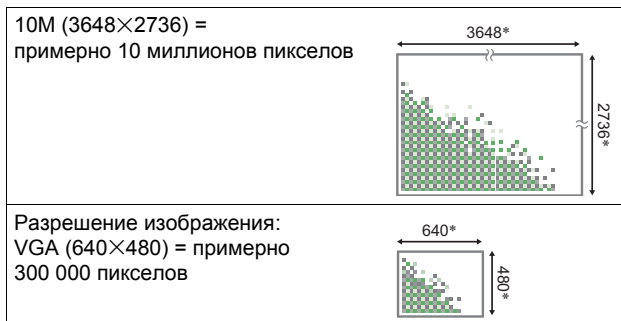 10M (3648×2736) =
примерно 10 миллионов пикселов
3648*
2736*
Разрешение изображения:
VGA (640×480) = примерно
300 000 пикселов
640*
480*